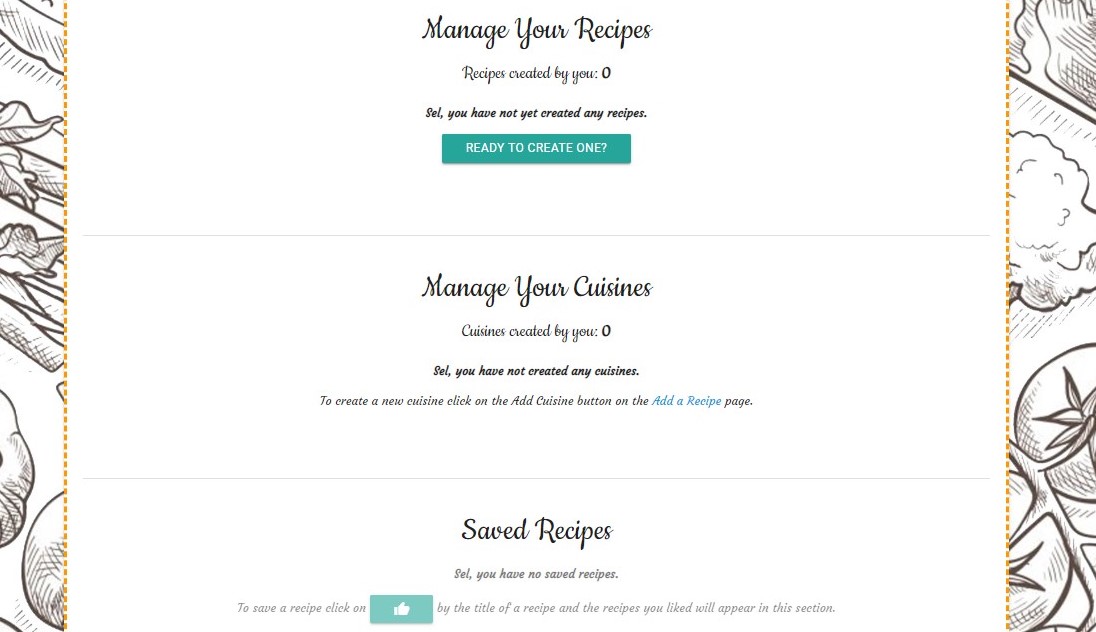 Manage Your Recipes
Recipes created by you: 0
Sel, you have not yet created any recipes.
READY TO CREATE ONE?
Manage Your Cuisines
Cuisines created by you: 0
Sel, you have not created any cuisines.
To create a new cuisine click on the Add Cuisine button on the Add a Recipe page.
Saved Recipes
Sel, you have no saved recipes.
To save a recipe click on by the title of a recipe and the recipes you liked will appear in this section.